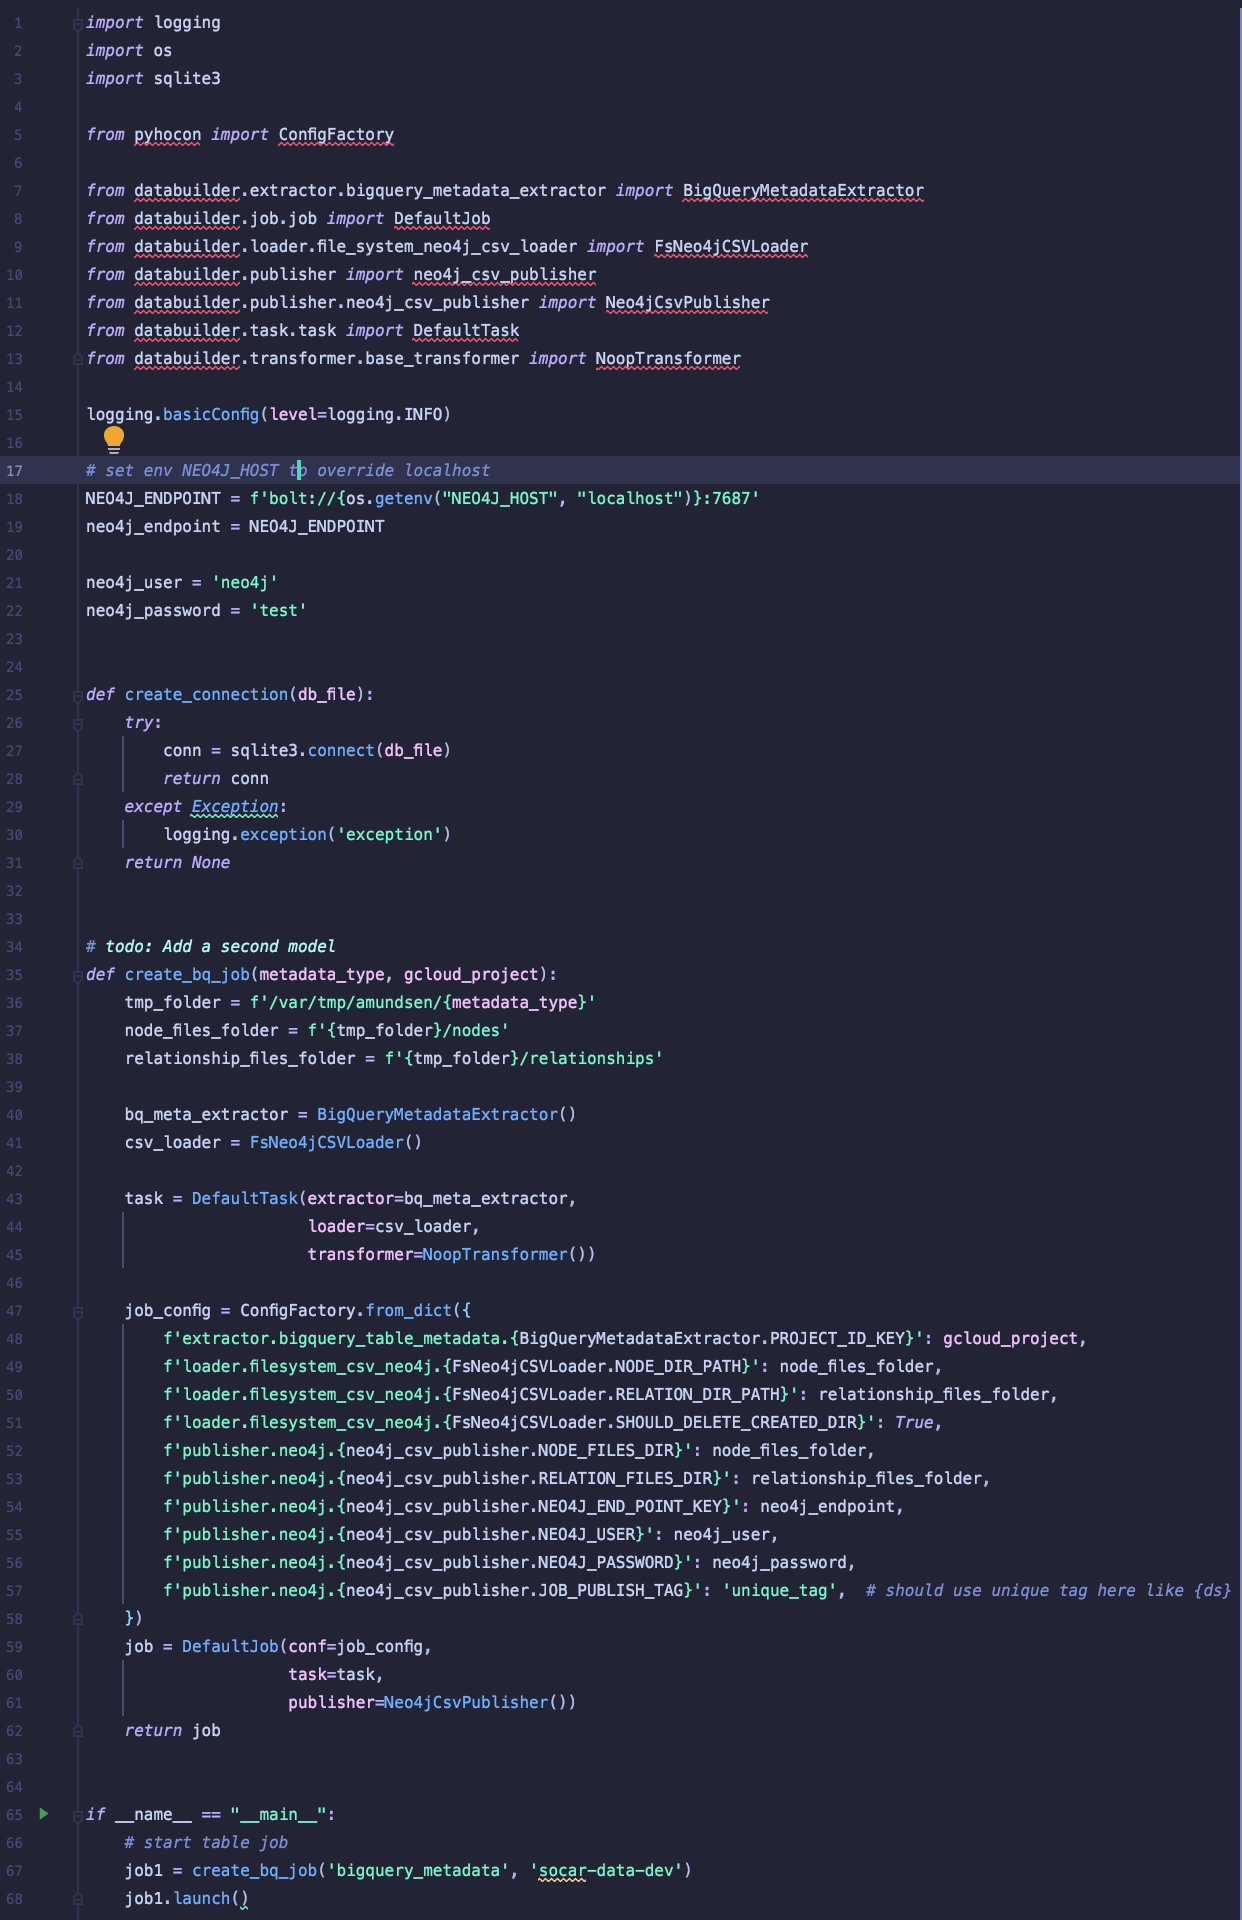 1 import logging
2 import os
3 import sqlite3
4
5 from pyhocon import ConfigFactory
6
7 from databuilder.extractor.bigquery_metadata_extractor import BigQueryMetadataExtractor
8 from databuilder.job.job import DefaultJob
9 from databuilder.loader.file_system_neo4j_csv_loader import FsNeo4jCSVLoader
10 from databuilder.publisher import neo4j_csv_publisher
11 from databuilder.publisher.neo4j_csv_publisher import Neo4jCsvPublisher
12 from databuilder.task.task import DefaultTask
13 from databuilder.transformer.base_transformer import NoopTransformer
14
15 logging.basicConfig(level=logging.INFO)
16
17 # set env NEO4J_HOST to override localhost
18 NEO4J_ENDPOINT = f'bolt://{os.getenv("NEO4J_HOST", "localhost")}:7687'
19 neo4j_endpoint = NEO4J_ENDPOINT
20
21 neo4j_user = 'neo4j'
22 neo4j_password = 'test'
23
24
25 def create_connection(db_file):
26     try:
27         conn = sqlite3.connect(db_file)
28         return conn
29     except Exception:
30         logging.exception('exception')
31     return None
32
33
34 # todo: Add a second model
35 def create_bq_job(metadata_type, gcloud_project):
36     tmp_folder = f'/var/tmp/amundsen/{metadata_type}'
37     node_files_folder = f'{tmp_folder}/nodes'
38     relationship_files_folder = f'{tmp_folder}/relationships'
39
40     bq_meta_extractor = BigQueryMetadataExtractor()
41     csv_loader = FsNeo4jCSVLoader()
42
43     task = DefaultTask(extractor=bq_meta_extractor,
44                        loader=csv_loader,
45                        transformer=NoopTransformer())
46
47     job_config = ConfigFactory.from_dict({
48         f'extractor.bigquery_table_metadata.{BigQueryMetadataExtractor.PROJECT_ID_KEY}': gcloud_project,
49         f'loader.filesystem_csv_neo4j.{FsNeo4jCSVLoader.NODE_DIR_PATH}': node_files_folder,
50         f'loader.filesystem_csv_neo4j.{FsNeo4jCSVLoader.RELATION_DIR_PATH}': relationship_files_folder,
51         f'loader.filesystem_csv_neo4j.{FsNeo4jCSVLoader.SHOULD_DELETE_CREATED_DIR}': True,
52         f'publisher.neo4j.{neo4j_csv_publisher.NODE_FILES_DIR}': node_files_folder,
53         f'publisher.neo4j.{neo4j_csv_publisher.RELATION_FILES_DIR}': relationship_files_folder,
54         f'publisher.neo4j.{neo4j_csv_publisher.NEO4J_END_POINT_KEY}': neo4j_endpoint,
55         f'publisher.neo4j.{neo4j_csv_publisher.NEO4J_USER}': neo4j_user,
56         f'publisher.neo4j.{neo4j_csv_publisher.NEO4J_PASSWORD}': neo4j_password,
57         f'publisher.neo4j.{neo4j_csv_publisher.JOB_PUBLISH_TAG}': 'unique_tag',  # should use unique tag here like {ds}
58     })
59     job = DefaultJob(conf=job_config,
60                      task=task,
61                      publisher=Neo4jCsvPublisher())
62     return job
63
64
65 if __name__ == "__main__":
66     # start table job
67     job1 = create_bq_job('bigquery_metadata', 'socar-data-dev')
68     job1.launch()